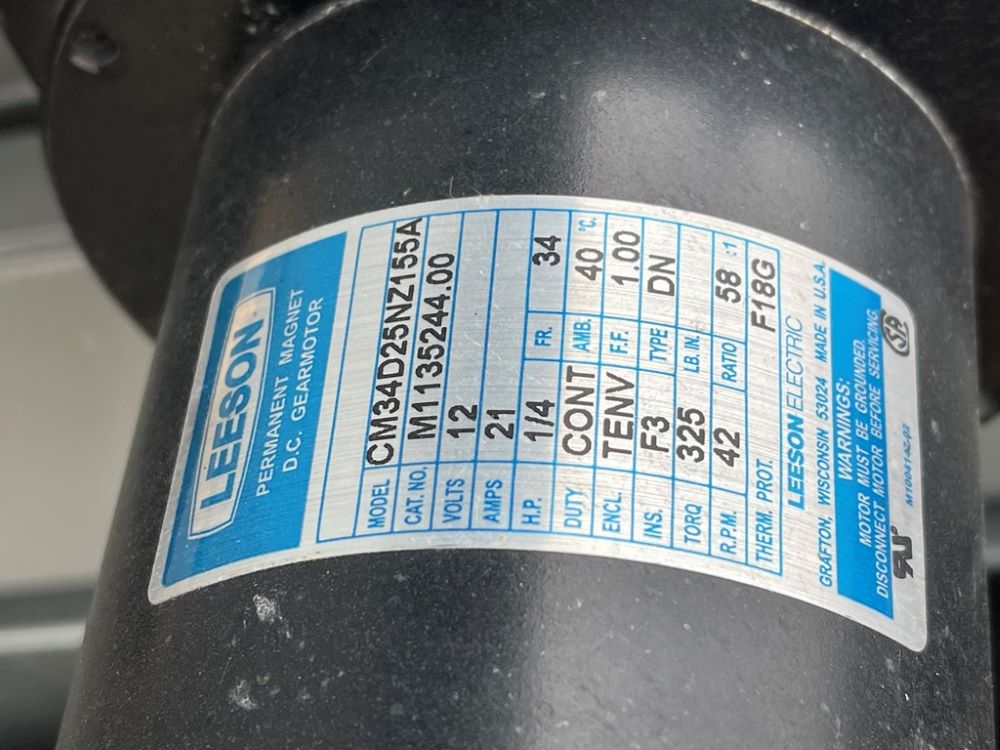 LEESON
PERMANENT MAGNET
D.C. GEARMOTOR
MODEL CM34D25NZ155A
CAT. NO. M1135244.00
VOLTS 12
AMPS 21
H.P. 1/4 FR. 34
DUTY CONT AMB. 40 °C.
ENCL. TENV F.F. 1.00
INS. F3 TYPE DN
TORQ 325 LB. IN.
R.P.M. 42 RATIO 58 :1
THERM. PROT. F18G
LEESON ELECTRIC
GRAFTON, WISCONSIN 53024 MADE IN U.S.A.
WARNINGS:
MOTOR MUST BE GROUNDED.
DISCONNECT MOTOR BEFORE SERVICING.